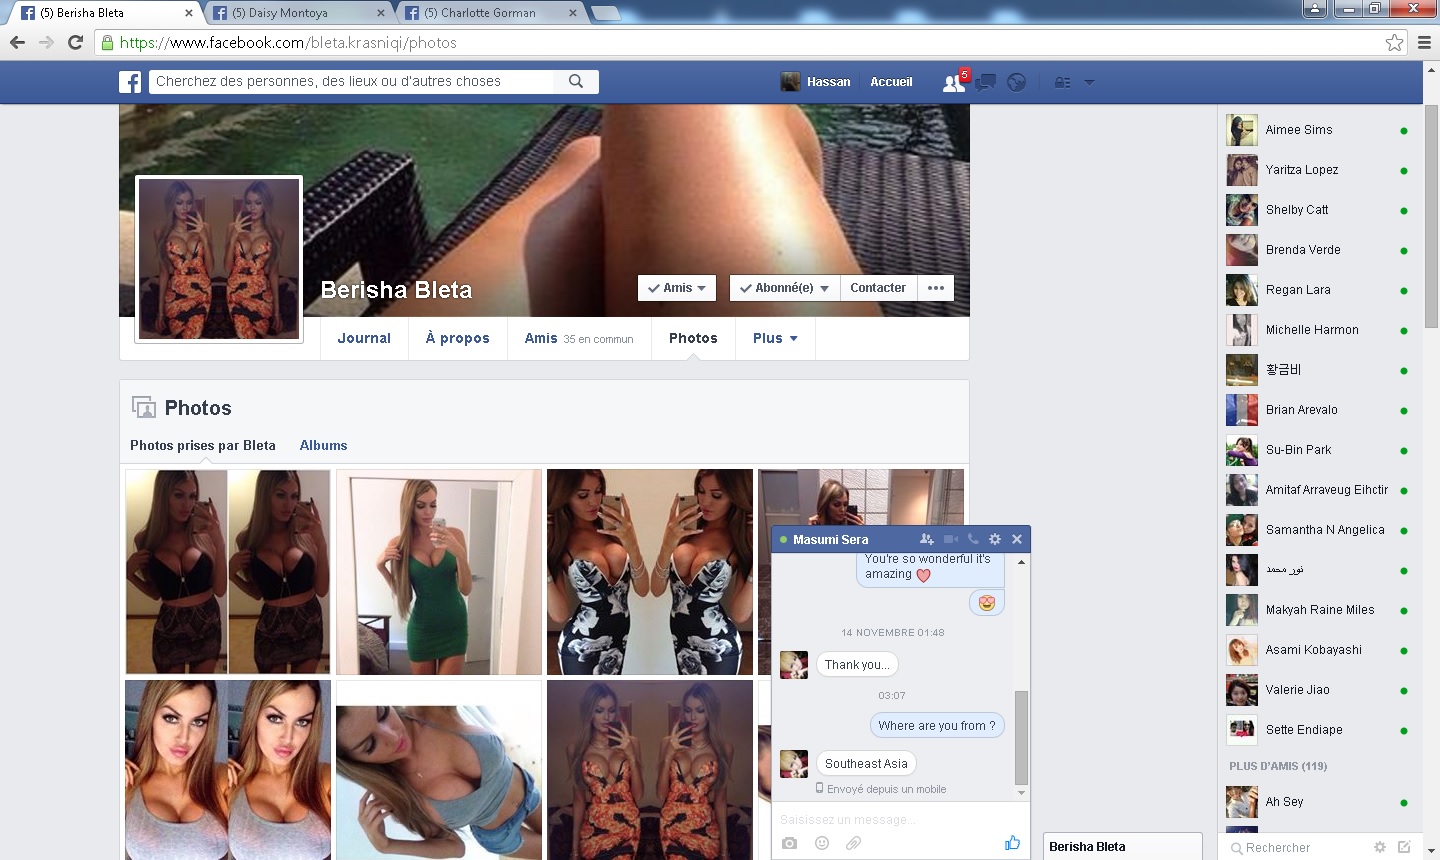 (5) Berisha Bleta
(5) Daisy Montoya
(5) Charlotte Gorman
https://www.facebook.com/bleta.krasniqi/photos
Cherchez des personnes, des lieux ou d'autres choses
Hassan
Accueil
5
Berisha Bleta
Amis
Abonné(e)
Contacter
Journal
À propos
Amis 35 en commun
Photos
Plus
Photos
Photos prises par Bleta
Albums
Masumi Sera
You're so wonderful it's
amazing
14 NOVEMBRE 01:48
Thank you...
03:07
Where are you from ?
Southeast Asia
Envoyé depuis un mobile
Saisissez un message...
Berisha Bleta
Aimee Sims
Yaritza Lopez
Shelby Catt
Brenda Verde
Regan Lara
Michelle Harmon
황금비
Brian Arevalo
Su-Bin Park
Amitaf Arraveug Eihctir
Samantha N Angelica
نور محمد
Makyah Raine Miles
Asami Kobayashi
Valerie Jiao
Sette Endiape
PLUS D'AMIS (119)
Ah Sey
Rechercher